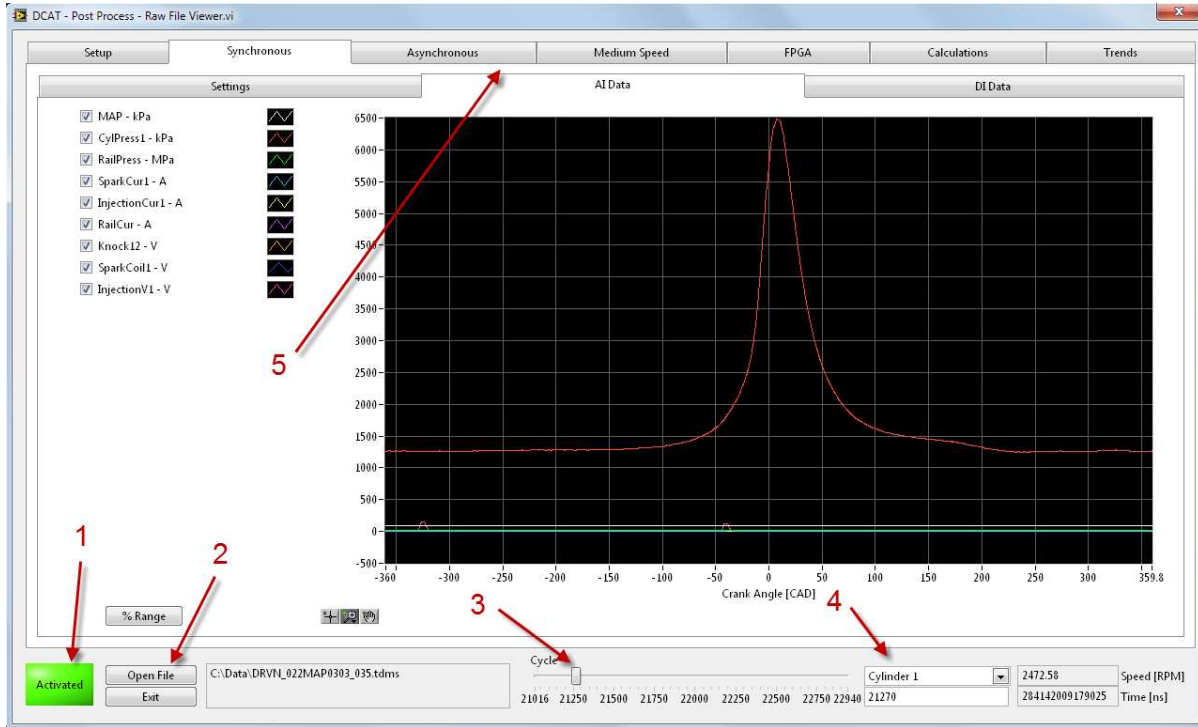 DCAT - Post Process - Raw File Viewer.vi
Setup Synchronous Asynchronous Medium Speed FPGA Calculations Trends
Settings AI Data DI Data
MAP - kPa
CylPress1 - kPa
RailPress - MPa
SparkCur1 - A
InjectionCur1 - A
RailCur - A
Knock12 - V
SparkCoil1 - V
InjectionV1 - V
6500
6000
5500
5000
4500
4000
3500
3000
2500
2000
1500
1000
500
0
-500
-360 -300 -250 -200 -150 -100 -50 0 50 100 150 200 250 300 359.8
Crank Angle [CAD]
5
1
2
3
4
% Range
Activated
Open File
Exit
C:\Data\DRVN_022MAP0303_035.tdms
Cycle
21016 21250 21500 21750 22000 22250 22500 22750 22940
Cylinder 1
21270
2472.58 Speed [RPM]
284142009179025 Time [ns]